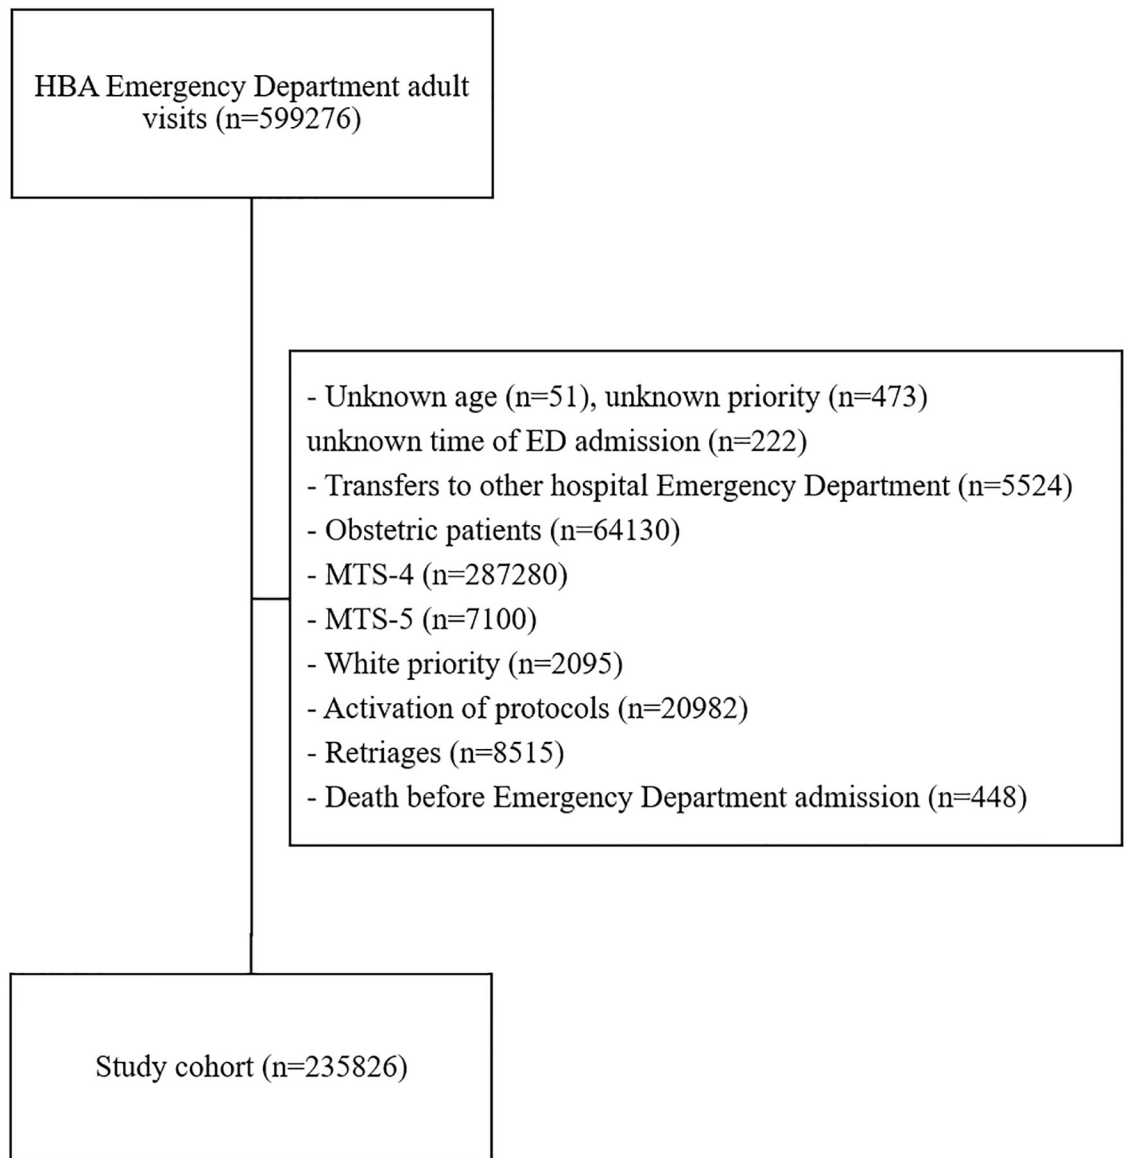 HBA Emergency Department adult
visits (n=599276)
- Unknown age (n=51), unknown priority (n=473)
unknown time of ED admission (n=222)
- Transfers to other hospital Emergency Department (n=5524)
- Obstetric patients (n=64130)
- MTS-4 (n=287280)
- MTS-5 (n=7100)
- White priority (n=2095)
- Activation of protocols (n=20982)
- Retriages (n=8515)
- Death before Emergency Department admission (n=448)
Study cohort (n=235826)